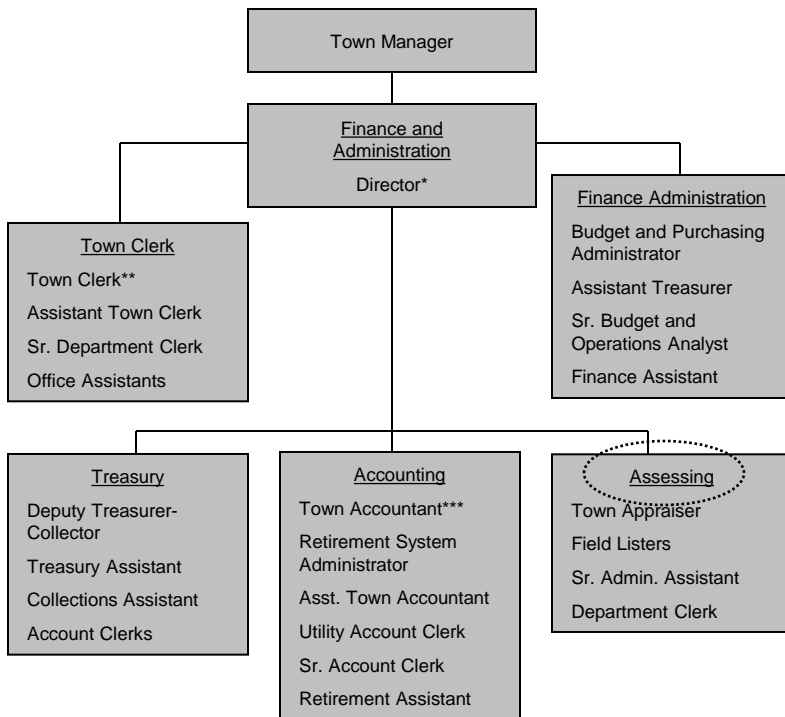 Town Manager
Finance and
Administration
Director*
Town Clerk
Town Clerk**
Assistant Town Clerk
Sr. Department Clerk
Office Assistants
Finance Administration
Budget and Purchasing
Administrator
Assistant Treasurer
Sr. Budget and
Operations Analyst
Finance Assistant
Treasury
Deputy Treasurer-
Collector
Treasury Assistant
Collections Assistant
Account Clerks
Accounting
Town Accountant***
Retirement System
Administrator
Asst. Town Accountant
Utility Account Clerk
Sr. Account Clerk
Retirement Assistant
Assessing
Town Appraiser
Field Listers
Sr. Admin. Assistant
Department Clerk